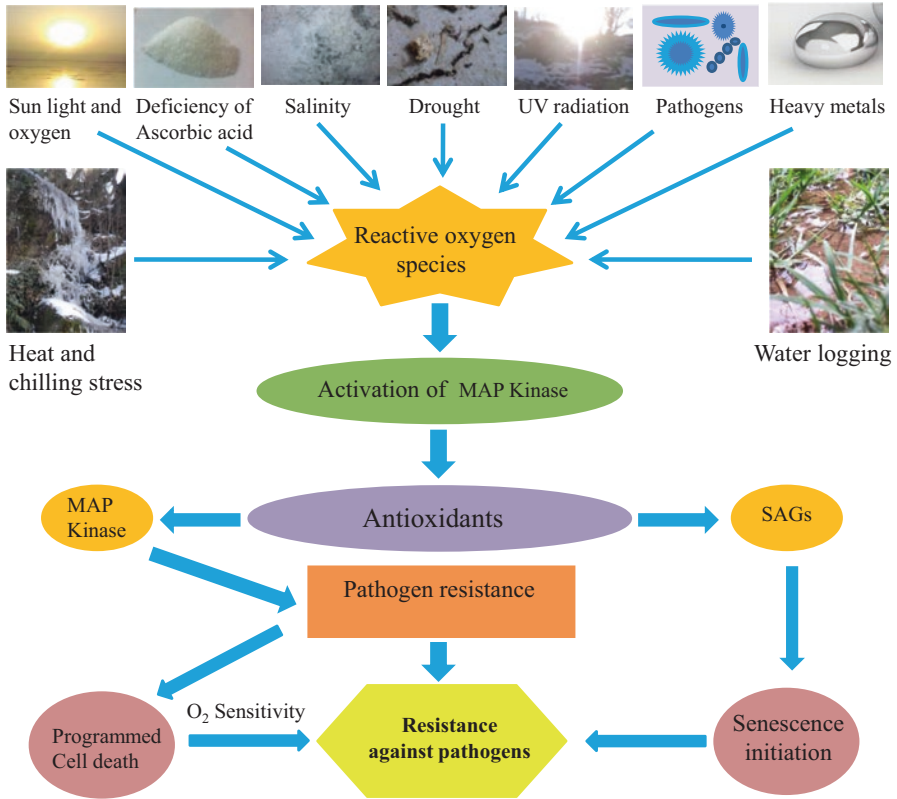 Sun light and
oxygen
Deficiency of
Ascorbic acid
Salinity
Drought
UV radiation
Pathogens
Heavy metals
Reactive oxygen
species
Heat and
chilling stress
Water logging
Activation of MAP Kinase
MAP
Kinase
Antioxidants
SAGs
Pathogen resistance
Programmed
Cell death
O₂ Sensitivity
Resistance
against pathogens
Senescence
initiation